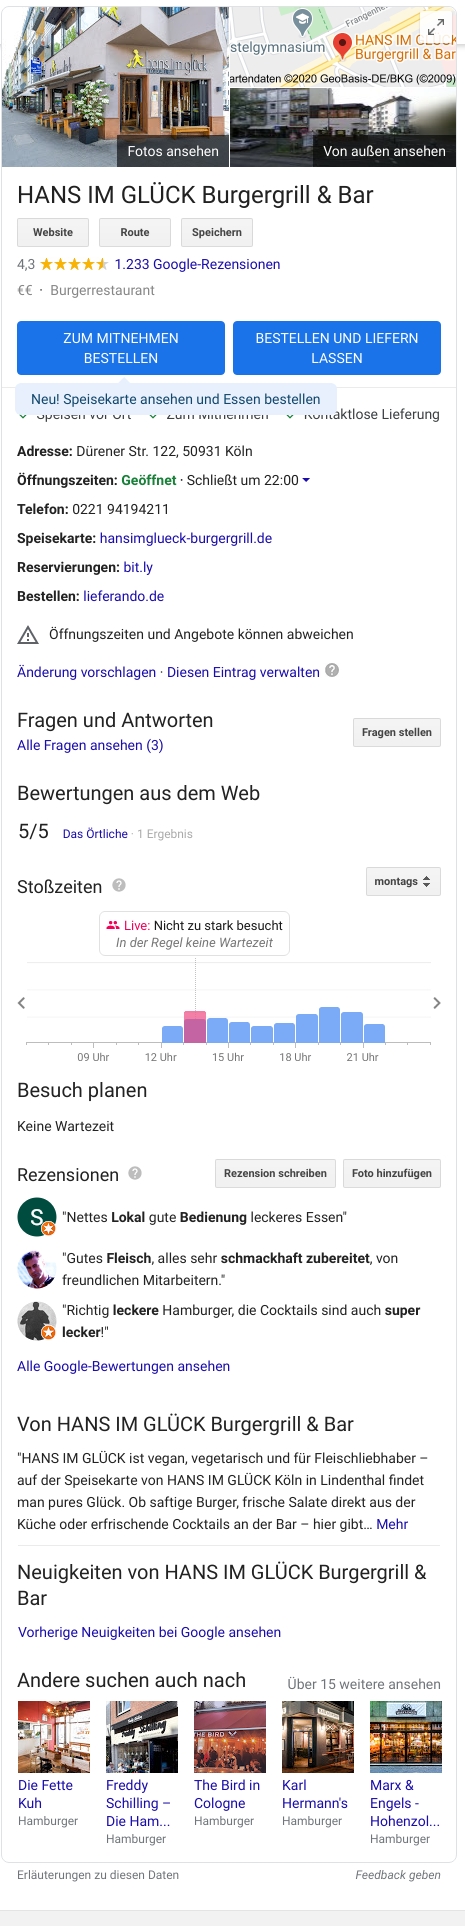 hans im glück
Frangenhe
stelgymnasium
HANS IM GLÜCK
Burgergrill & Bar
artendaten ©2020 GeoBasis-DE/BKG (©2009)
Fotos ansehen
Von außen ansehen
HANS IM GLÜCK Burgergrill & Bar
Website Route Speichern
4,3 1.233 Google-Rezensionen
€€ · Burgerrestaurant
ZUM MITNEHMEN
BESTELLEN
BESTELLEN UND LIEFERN
LASSEN
Neu! Speisekarte ansehen und Essen bestellen
Speisen vor Ort Zum Mitnehmen Kontaktlose Lieferung
Adresse: Dürener Str. 122, 50931 Köln
Öffnungszeiten: Geöffnet · Schließt um 22:00
Telefon: 0221 94194211
Speisekarte: hansimglueck-burgergrill.de
Reservierungen: bit.ly
Bestellen: lieferando.de
Öffnungszeiten und Angebote können abweichen
Änderung vorschlagen · Diesen Eintrag verwalten ?
Fragen und Antworten
Alle Fragen ansehen (3)
Fragen stellen
Bewertungen aus dem Web
5/5 Das Örtliche · 1 Ergebnis
Stoßzeiten ?
montags
Live: Nicht zu stark besucht
In der Regel keine Wartezeit
09 Uhr 12 Uhr 15 Uhr 18 Uhr 21 Uhr
Besuch planen
Keine Wartezeit
Rezensionen ?
Rezension schreiben Foto hinzufügen
S
"Nettes Lokal gute Bedienung leckeres Essen"
"Gutes Fleisch, alles sehr schmackhaft zubereitet, von
freundlichen Mitarbeitern."
"Richtig leckere Hamburger, die Cocktails sind auch super
lecker!"
Alle Google-Bewertungen ansehen
Von HANS IM GLÜCK Burgergrill & Bar
"HANS IM GLÜCK ist vegan, vegetarisch und für Fleischliebhaber –
auf der Speisekarte von HANS IM GLÜCK Köln in Lindenthal findet
man pures Glück. Ob saftige Burger, frische Salate direkt aus der
Küche oder erfrischende Cocktails an der Bar – hier gibt… Mehr
Neuigkeiten von HANS IM GLÜCK Burgergrill &
Bar
Vorherige Neuigkeiten bei Google ansehen
Andere suchen auch nach
Über 15 weitere ansehen
Freddy Schilling
THE BIRD
Die Fette
Kuh
Hamburger
Freddy
Schilling –
Die Ham...
Hamburger
The Bird in
Cologne
Hamburger
Karl
Hermann's
Hamburger
Marx &
Engels -
Hohenzol...
Hamburger
Erläuterungen zu diesen Daten
Feedback geben